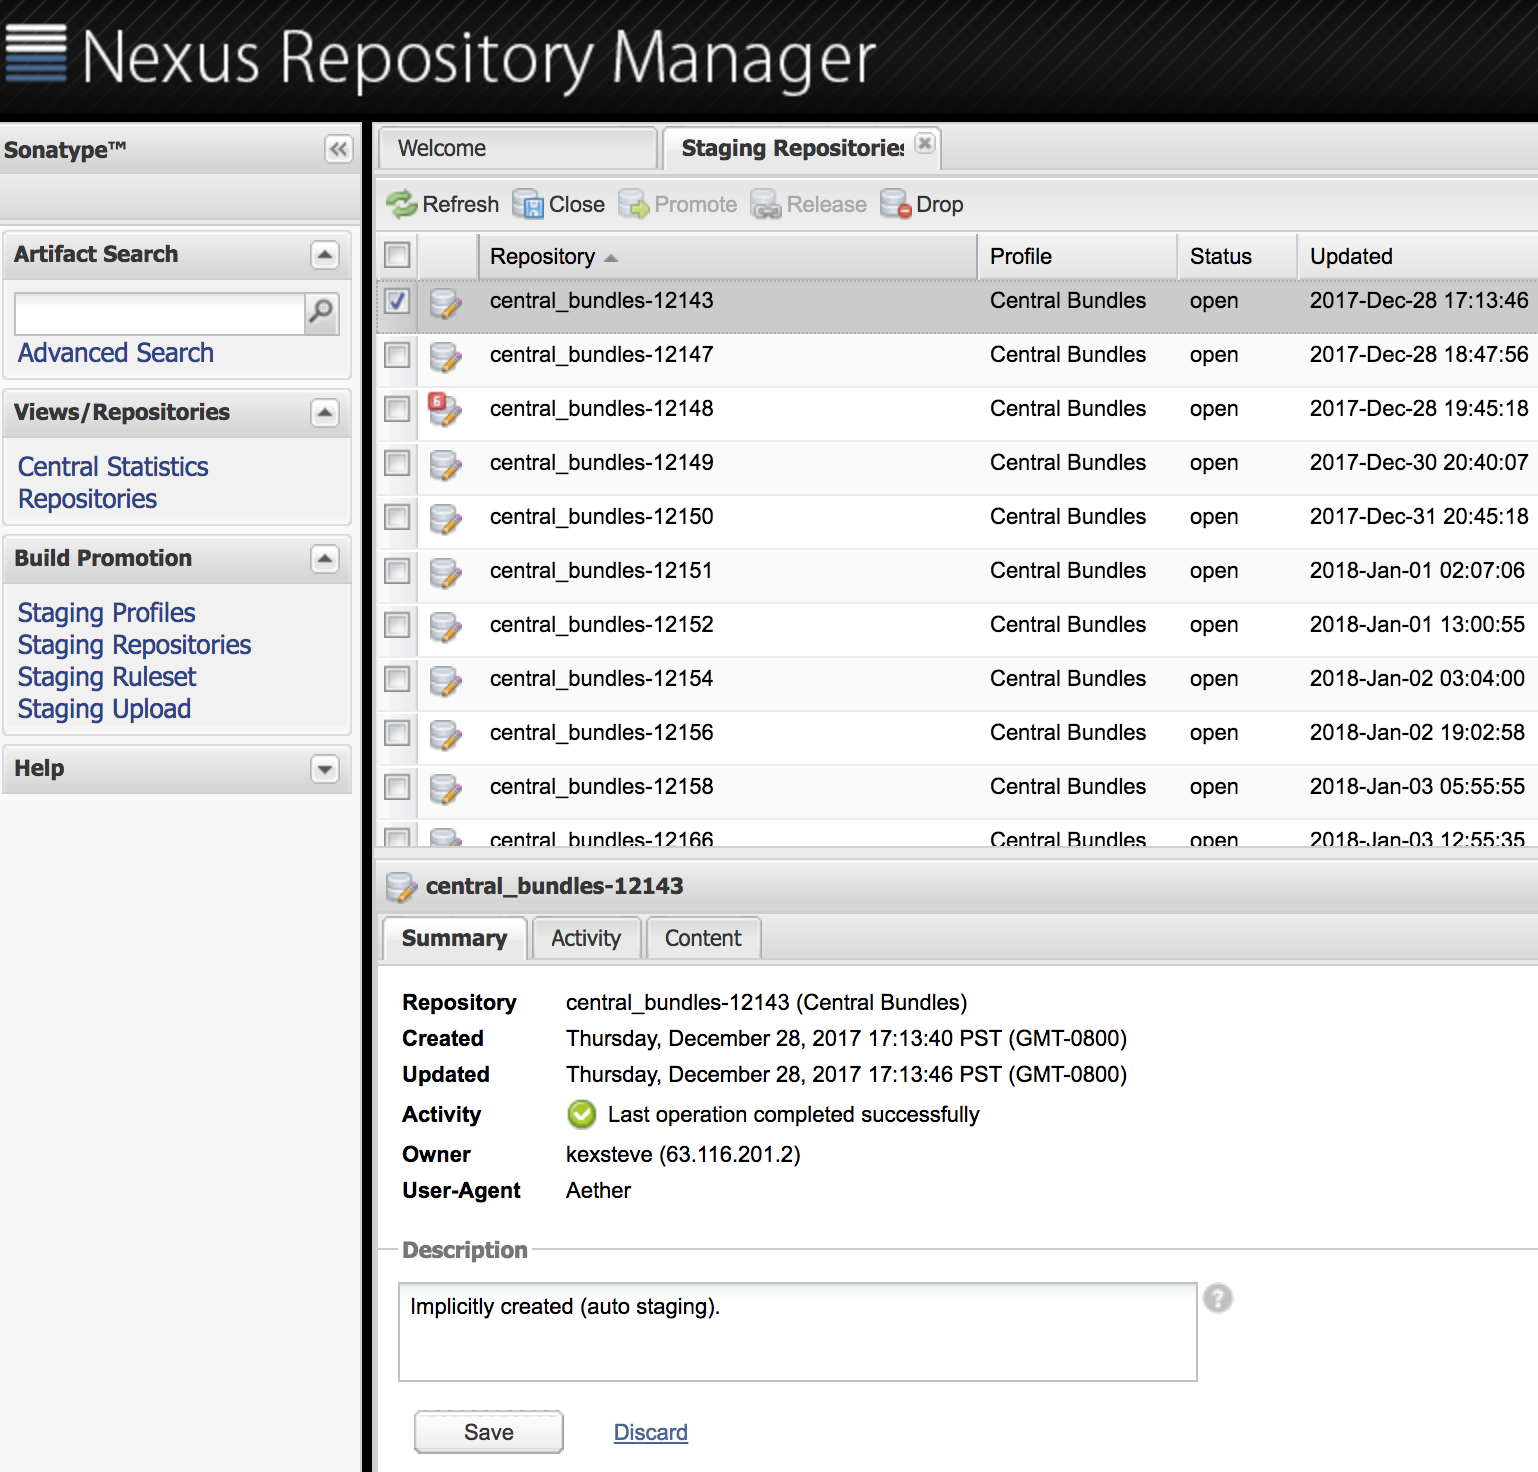 Nexus Repository Manager
Sonatype™
Welcome
Staging Repositories
Refresh Close Promote Release Drop
Artifact Search
Advanced Search
Views/Repositories
Central Statistics
Repositories
Build Promotion
Staging Profiles
Staging Repositories
Staging Ruleset
Staging Upload
Help
Repository Profile Status Updated
central_bundles-12143 Central Bundles open 2017-Dec-28 17:13:46
central_bundles-12147 Central Bundles open 2017-Dec-28 18:47:56
6 central_bundles-12148 Central Bundles open 2017-Dec-28 19:45:18
central_bundles-12149 Central Bundles open 2017-Dec-30 20:40:07
central_bundles-12150 Central Bundles open 2017-Dec-31 20:45:18
central_bundles-12151 Central Bundles open 2018-Jan-01 02:07:06
central_bundles-12152 Central Bundles open 2018-Jan-01 13:00:55
central_bundles-12154 Central Bundles open 2018-Jan-02 03:04:00
central_bundles-12156 Central Bundles open 2018-Jan-02 19:02:58
central_bundles-12158 Central Bundles open 2018-Jan-03 05:55:55
central_bundles-12166 Central Bundles open 2018-Jan-03 12:55:35
central_bundles-12143
Summary Activity Content
Repository central_bundles-12143 (Central Bundles)
Created Thursday, December 28, 2017 17:13:40 PST (GMT-0800)
Updated Thursday, December 28, 2017 17:13:46 PST (GMT-0800)
Activity Last operation completed successfully
Owner kexsteve (63.116.201.2)
User-Agent Aether
Description
Implicitly created (auto staging).
?
Save Discard